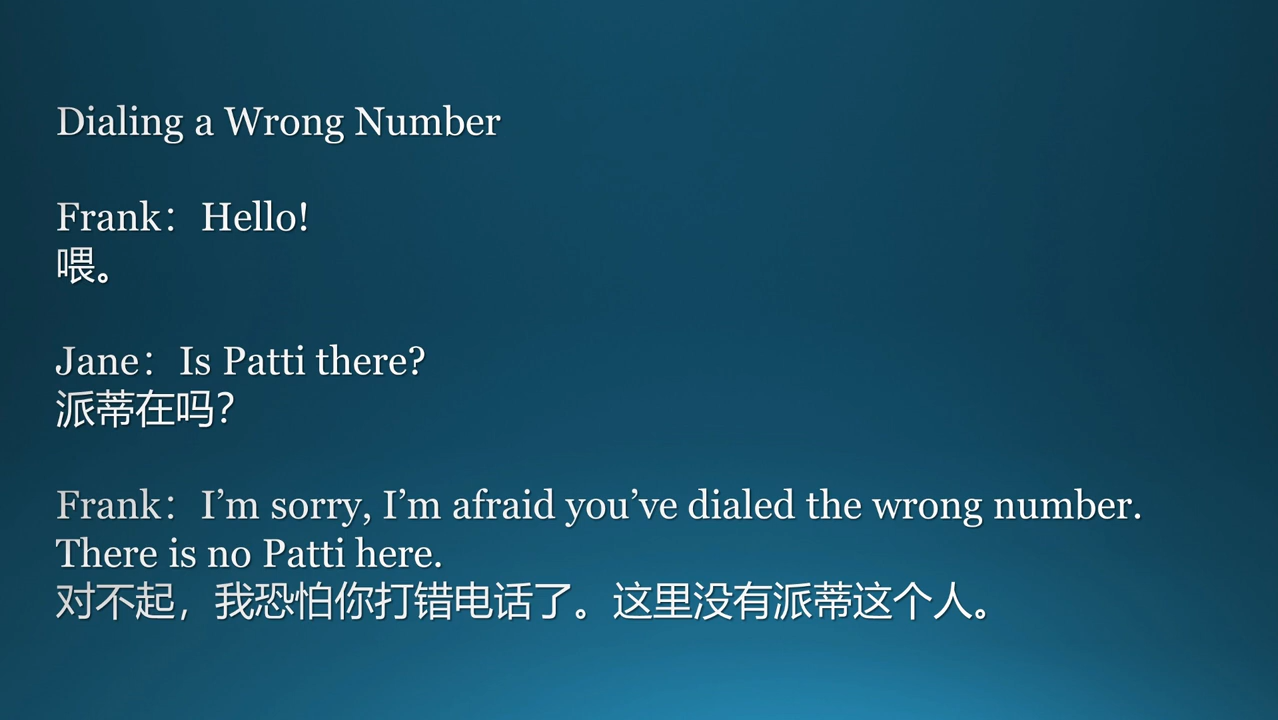 Dialing a Wrong Number
Frank：Hello!
喂。
Jane：Is Patti there?
派蒂在吗？
Frank：I’m sorry, I’m afraid you’ve dialed the wrong number.
There is no Patti here.
对不起，我恐怕你打错电话了。这里没有派蒂这个人。